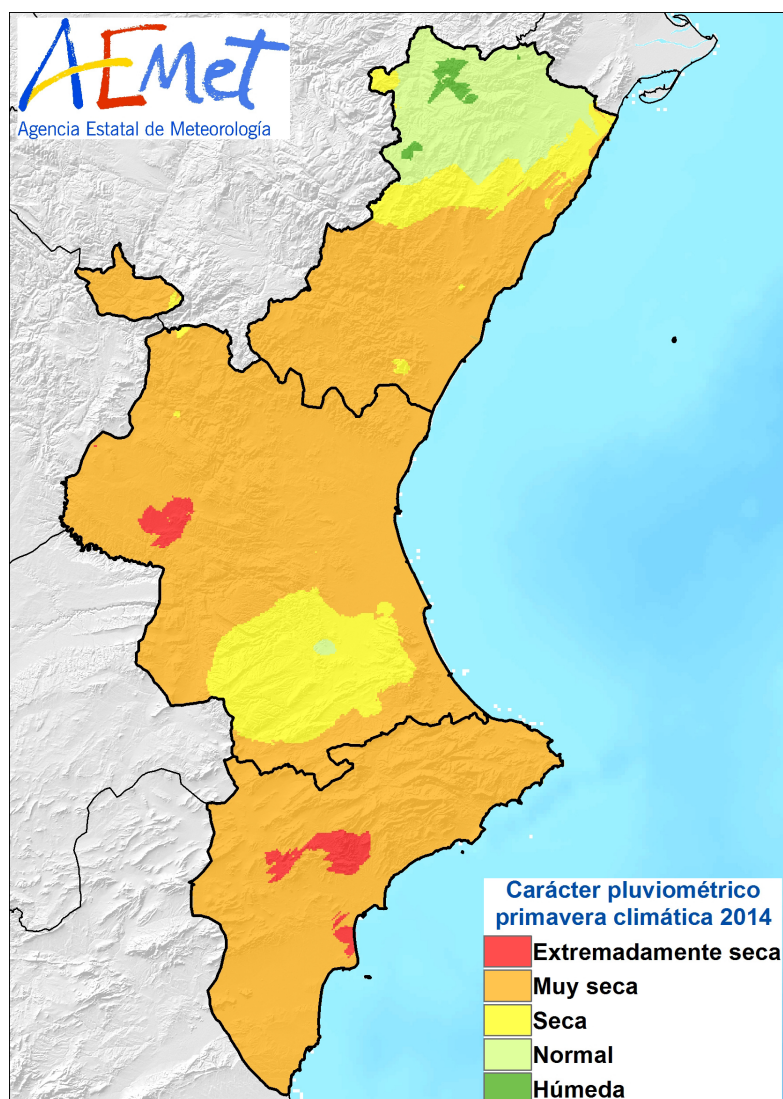 AEmet
Agencia Estatal de Meteorología
Carácter pluviométrico
primavera climática 2014
Extremadamente seca
Muy seca
Seca
Normal
Húmeda